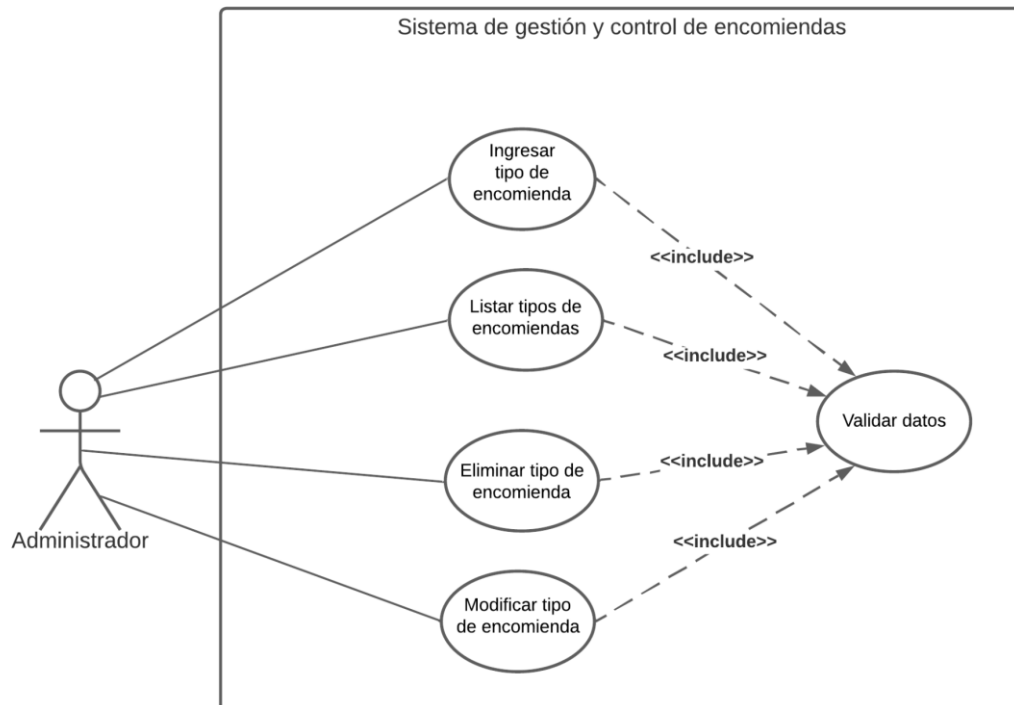 Sistema de gestión y control de encomiendas
Ingresar
tipo de
encomienda
<<include>>
Listar tipos de
encomiendas
<<include>>
Validar datos
Eliminar tipo de
encomienda
<<include>>
Administrador
<<include>>
Modificar tipo
de encomienda